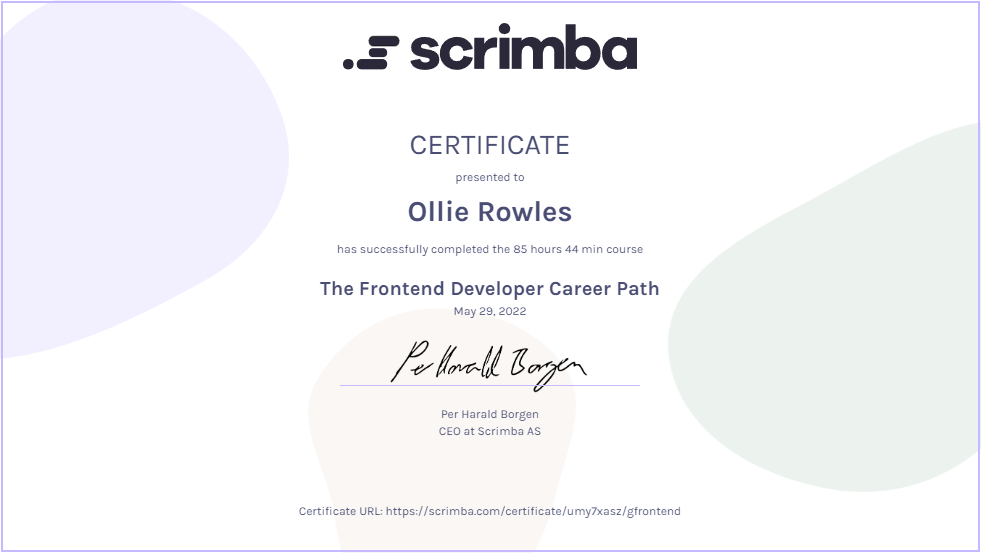 scrimba
CERTIFICATE
presented to
Ollie Rowles
has successfully completed the 85 hours 44 min course
The Frontend Developer Career Path
May 29, 2022
Per Harald Borgen
Per Harald Borgen
CEO at Scrimba AS
Certificate URL: https://scrimba.com/certificate/umy7xasz/gfrontend